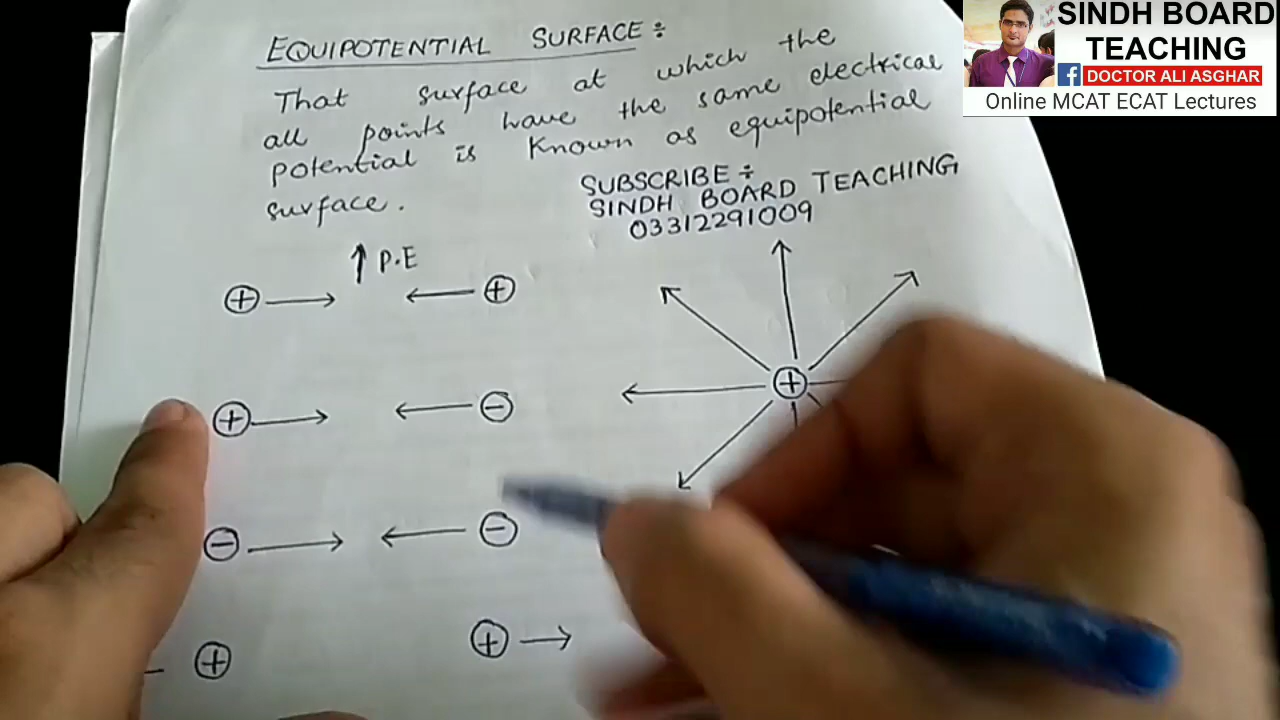 SINDH BOARD
TEACHING
f DOCTOR ALI ASGHAR
Online MCAT ECAT Lectures
EQUIPOTENTIAL SURFACE ÷
That surface at which the
all points have the same electrical
potential is known as equipotential
surface.
SUBSCRIBE ÷
SINDH BOARD TEACHING
03312291009
↑ P.E
+ → ← +
+ → ← −
− → ← −
+ + →
+